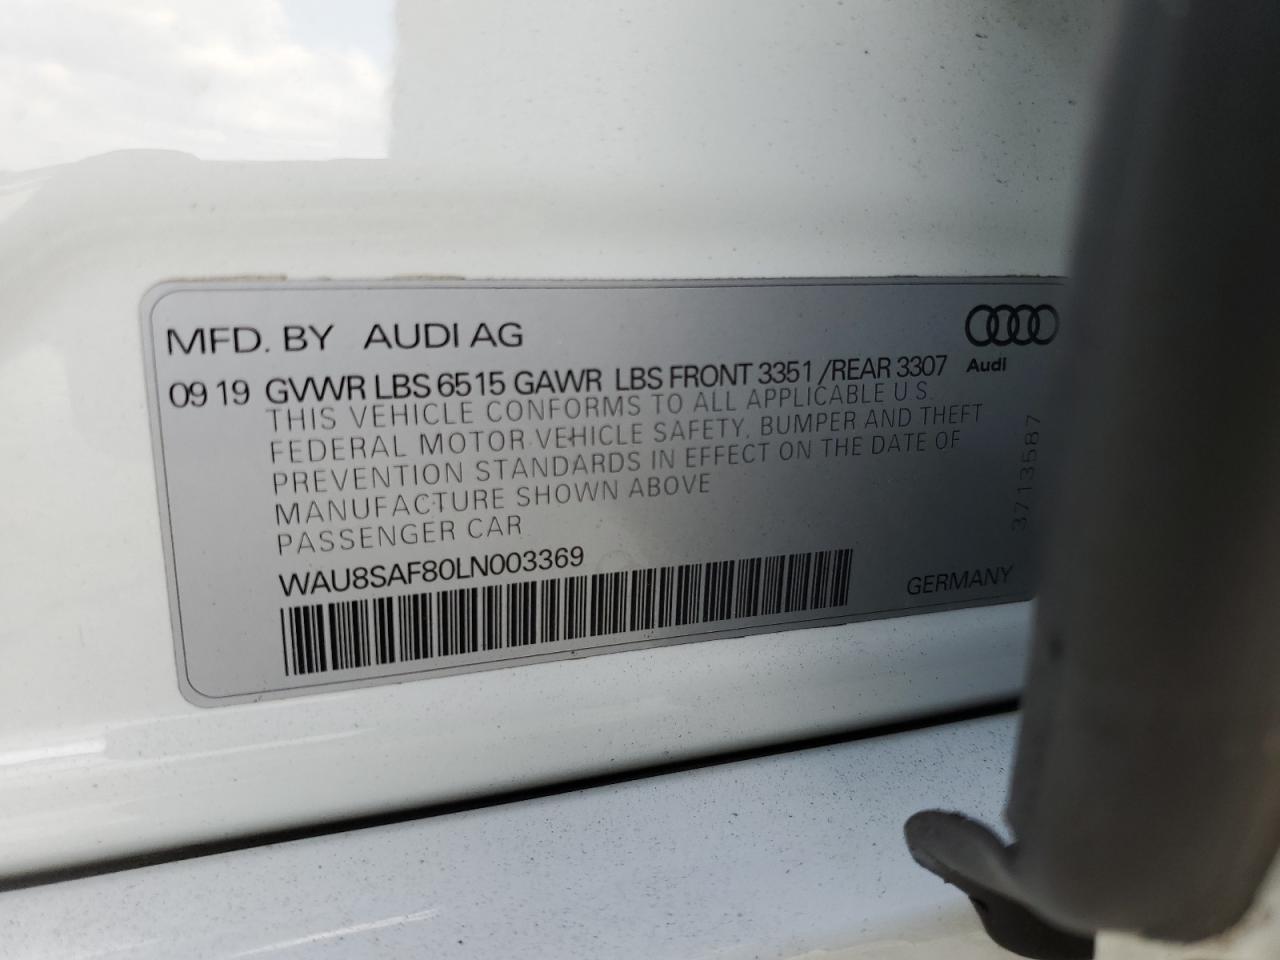 MFD. BY AUDI AG
Audi
09 19 GVWR LBS 6515 GAWR LBS FRONT 3351 /REAR 3307
THIS VEHICLE CONFORMS TO ALL APPLICABLE U.S.
FEDERAL MOTOR VEHICLE SAFETY, BUMPER AND THEFT
PREVENTION STANDARDS IN EFFECT ON THE DATE OF
MANUFACTURE SHOWN ABOVE
PASSENGER CAR
WAU8SAF80LN003369
GERMANY
3713587